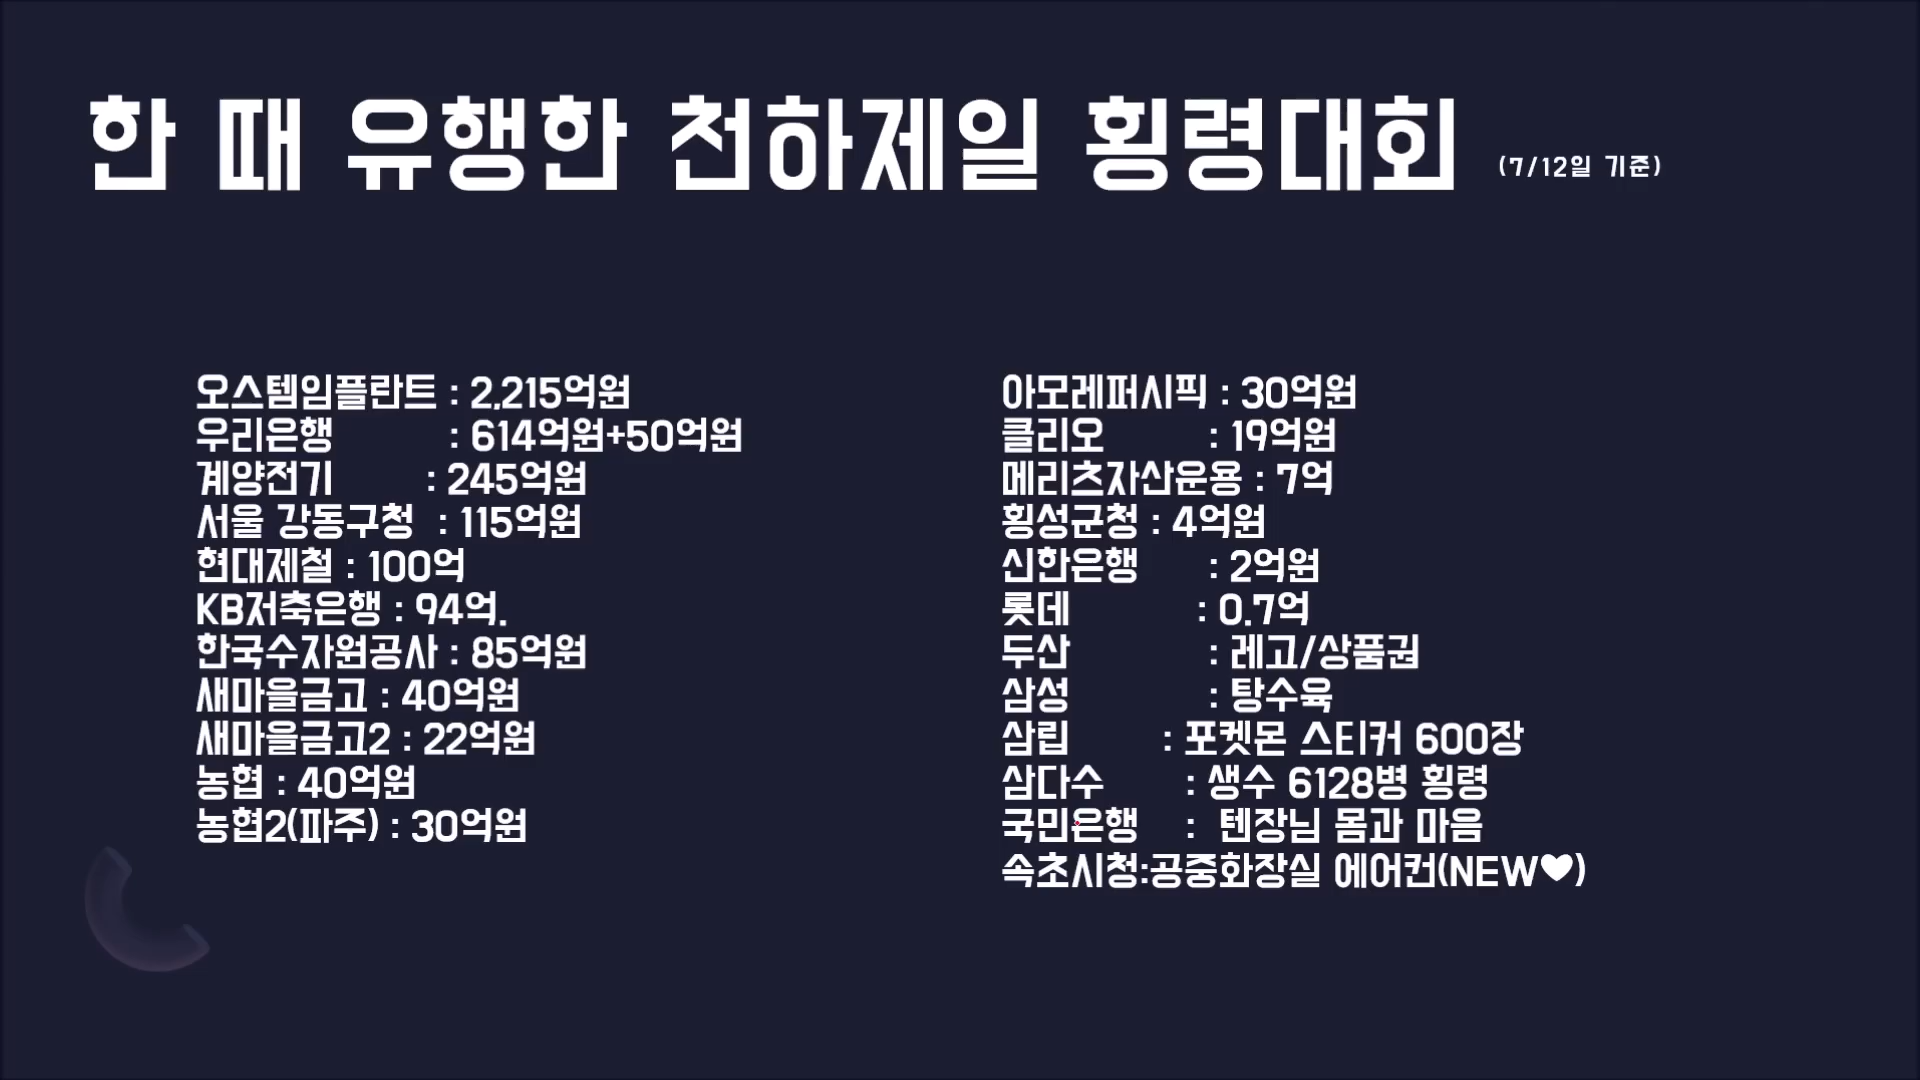 한 때 유행한 천하제일 횡령대회 (7/12일 기준)
오스템임플란트 : 2,215억원
우리은행 : 614억원+50억원
계양전기 : 245억원
서울 강동구청 : 115억원
현대제철 : 100억
KB저축은행 : 94억.
한국수자원공사 : 85억원
새마을금고 : 40억원
새마을금고2 : 22억원
농협 : 40억원
농협2(파주) : 30억원
아모레퍼시픽 : 30억원
클리오 : 19억원
메리츠자산운용 : 7억
횡성군청 : 4억원
신한은행 : 2억원
롯데 : 0.7억
두산 : 레고/상품권
삼성 : 탕수육
삼립 : 포켓몬 스티커 600장
삼다수 : 생수 6128병 횡령
국민은행 : 텐장님 몸과 마음
속초시청:공중화장실 에어컨(NEW♥)